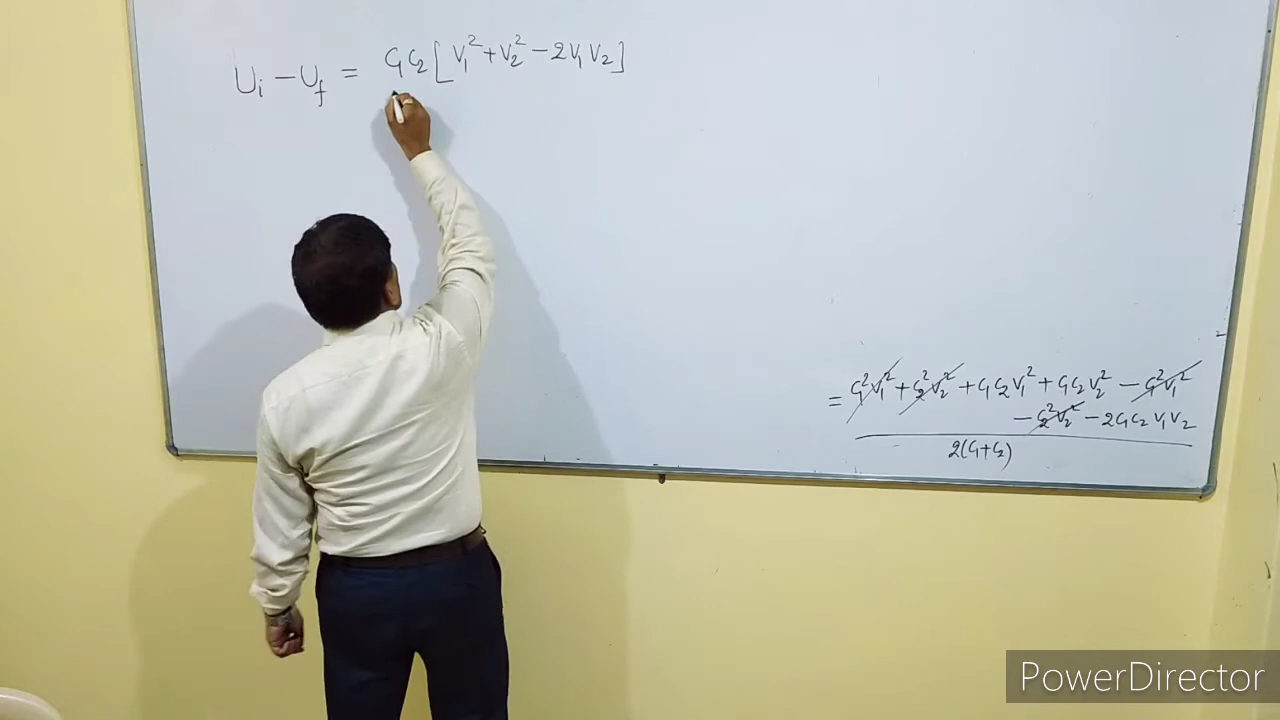 Ui - Uf = C₁C₂[V₁² + V₂² - 2V₁V₂]
= C₁²V₁² + C₂²V₂² + C₁C₂V₁² + C₁C₂V₂² - C₁²V₁²
- C₂²V₂² - 2C₁C₂V₁V₂
2(C₁+C₂)
PowerDirector